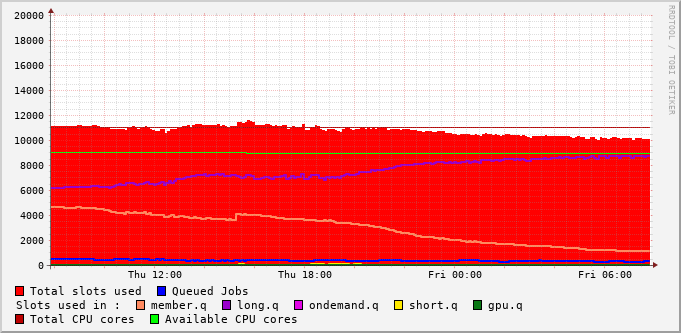 20000
18000
16000
14000
12000
10000
8000
6000
4000
2000
0
Thu 12:00 Thu 18:00 Fri 00:00 Fri 06:00
Total slots used Queued Jobs
Slots used in : member.q long.q ondemand.q short.q gpu.q
Total CPU cores Available CPU cores
RRDTOOL / TOBI OETIKER